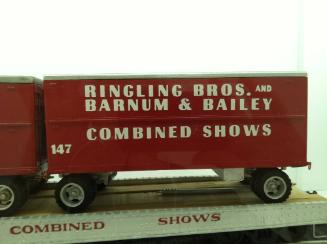 RINGLING BROS. AND
BARNUM & BAILEY
COMBINED SHOWS
147
COMBINED SHOWS